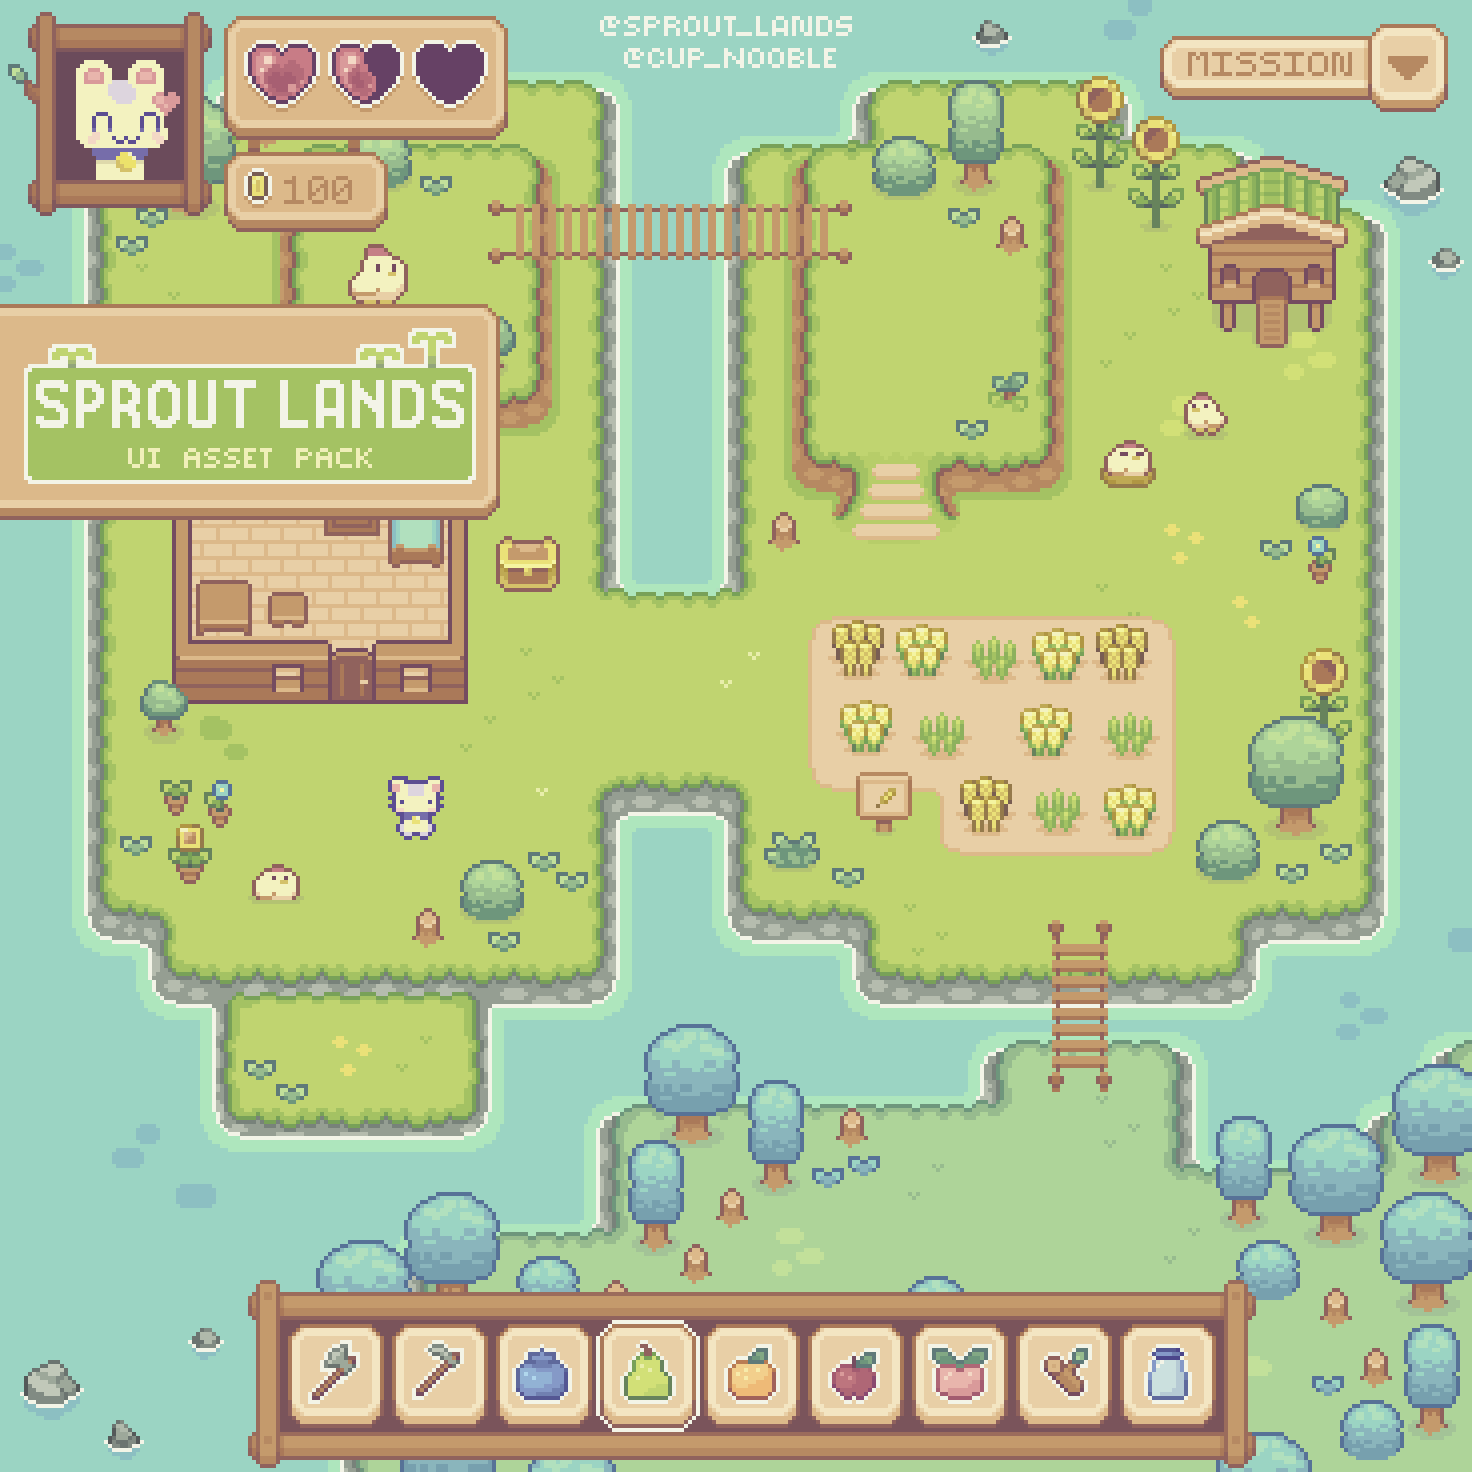 @SPROUT_LANDS
@CUP_NOOBLE
MISSION
100
SPROUT LANDS
UI ASSET PACK